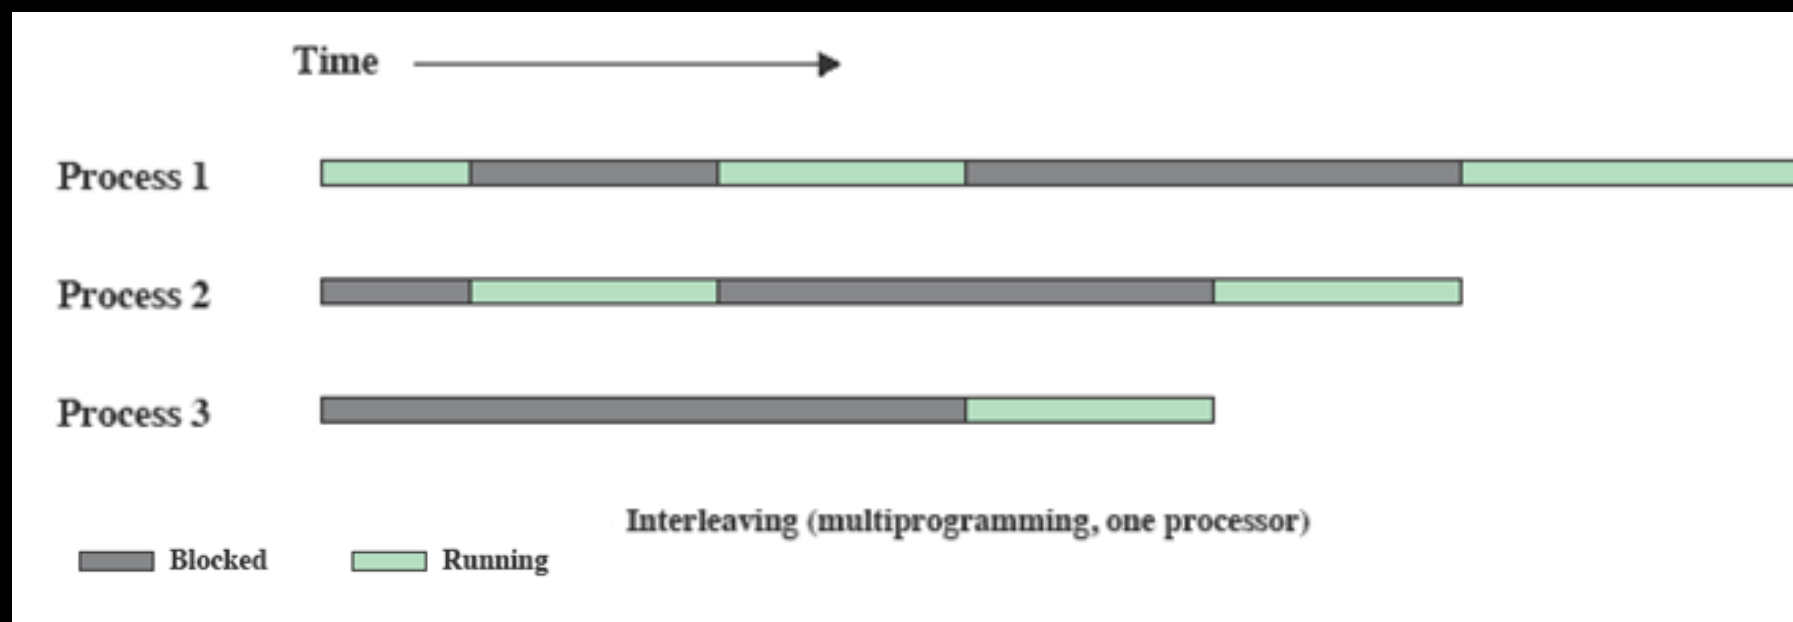 Time
Process 1
Process 2
Process 3
Interleaving (multiprogramming, one processor)
Blocked
Running